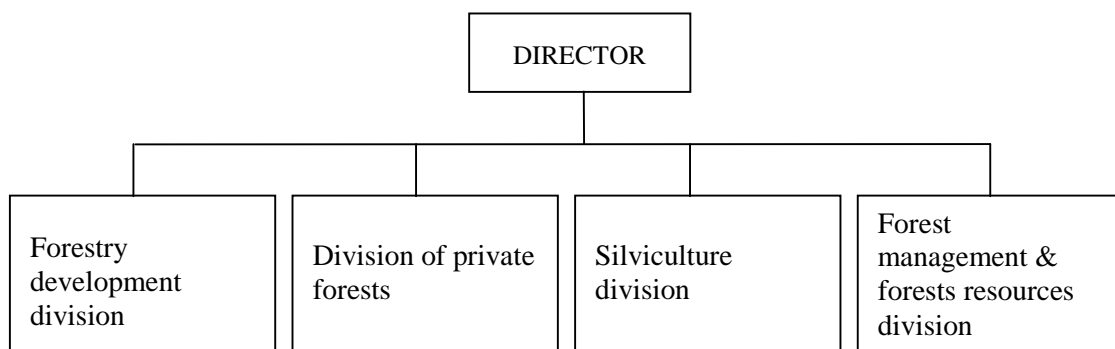 DIRECTOR
Forestry
development
division
Division of private
forests
Silviculture
division
Forest
management &
forests resources
division